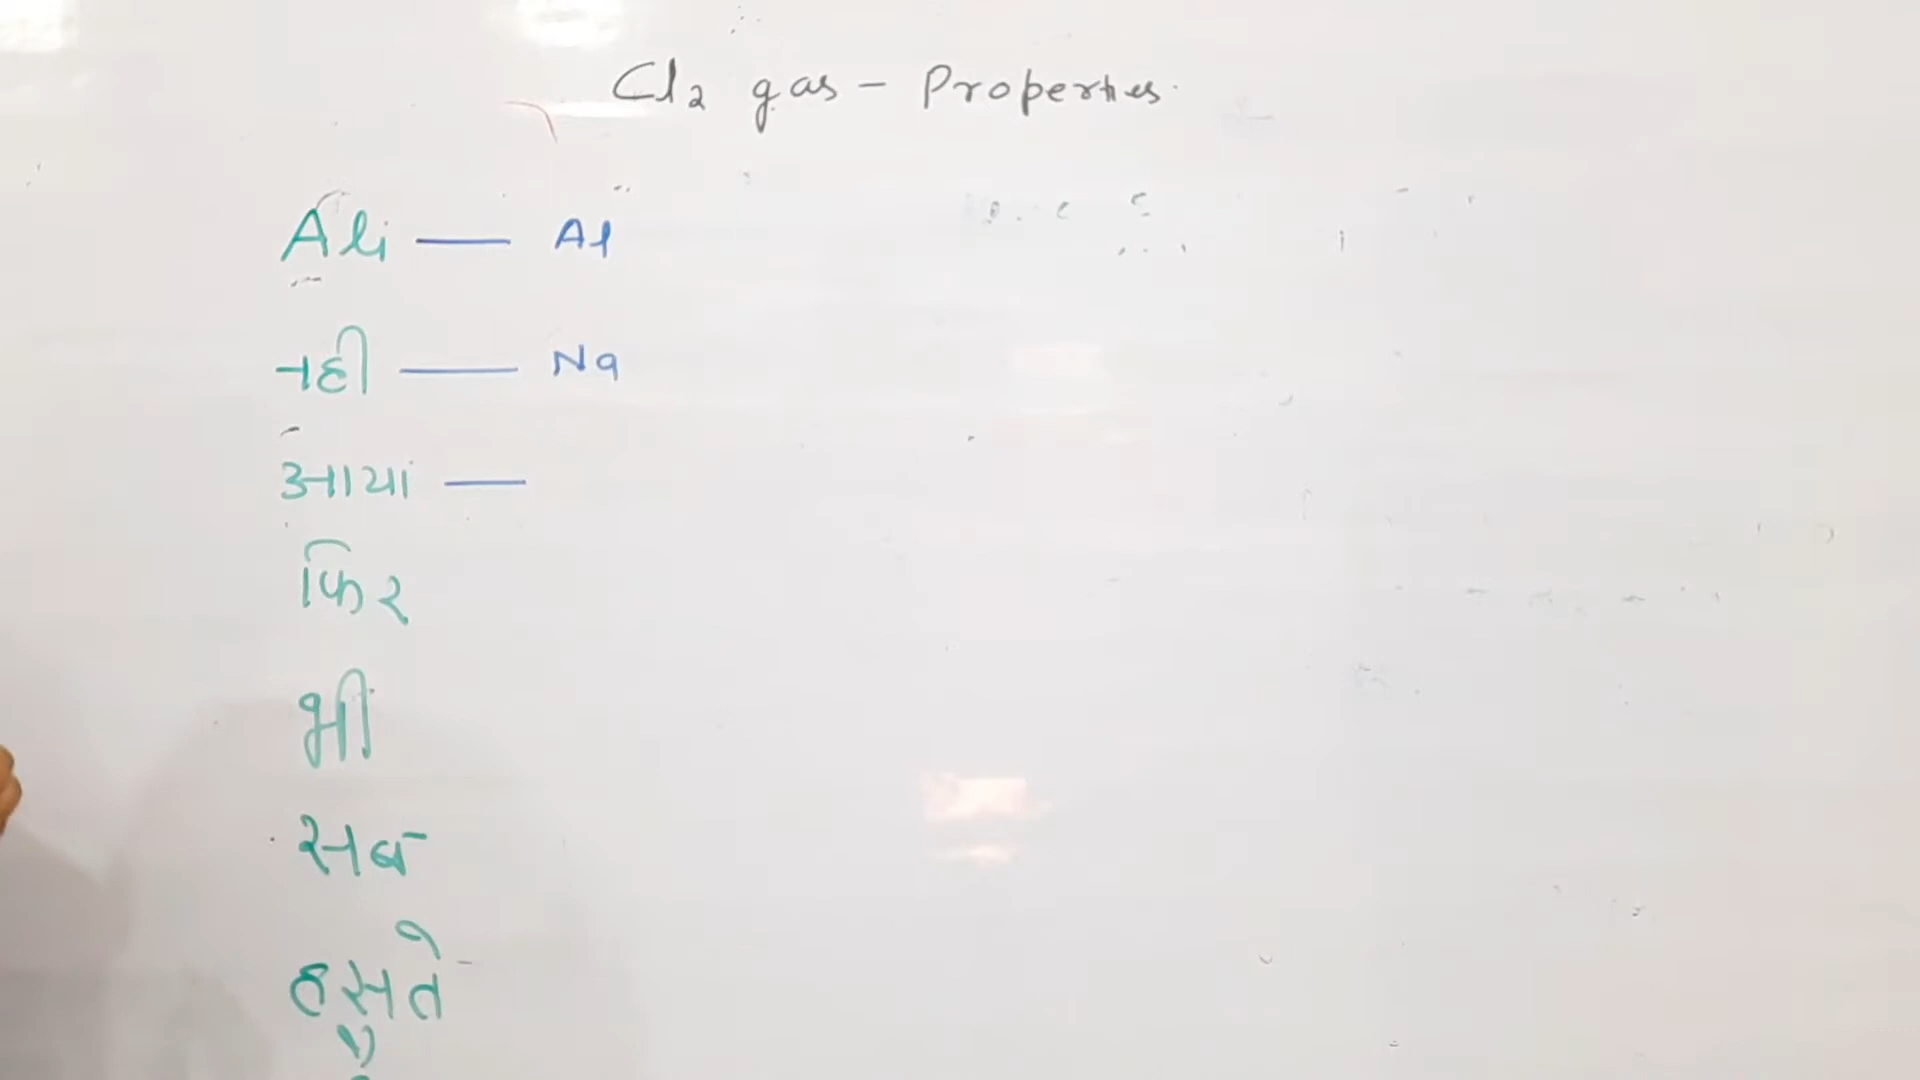 Cl₂ gas - Properties.
Ali — Al
नही — Na
आया —
फिर
भी
सब
हसते